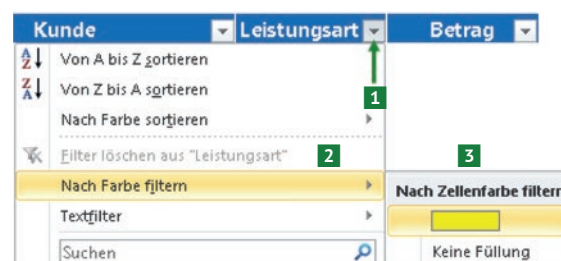 Kunde Leistungsart Betrag
Von A bis Z sortieren
Von Z bis A sortieren
1
Nach Farbe sortieren
Filter löschen aus "Leistungsart" 2 3
Nach Farbe filtern Nach Zellenfarbe filtern
Textfilter
Suchen Keine Füllung